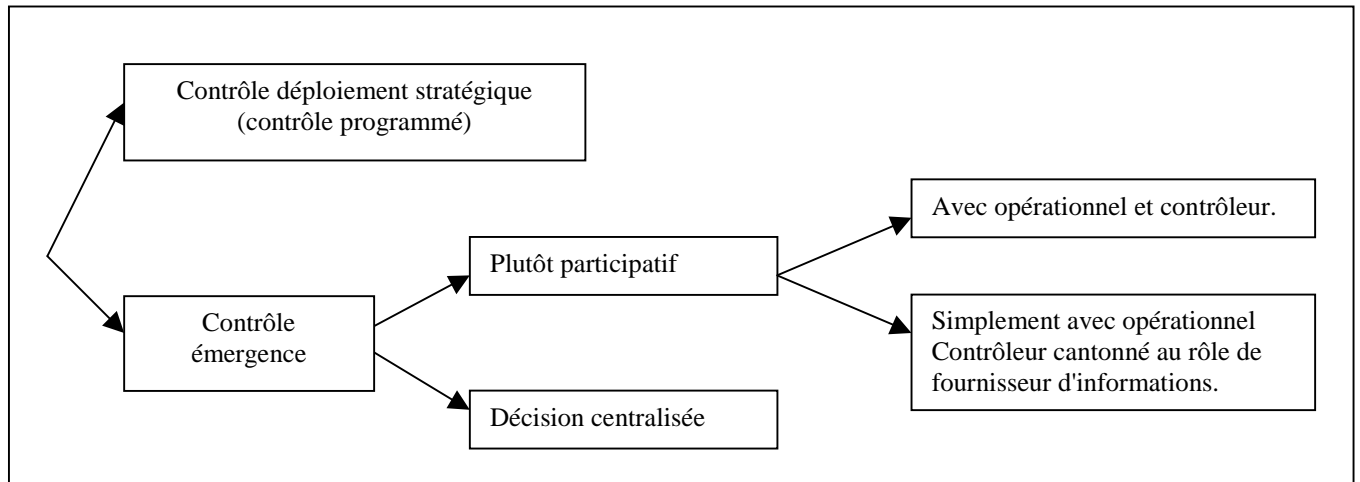 Contrôle déploiement stratégique
(contrôle programmé)
Avec opérationnel et contrôleur.
Plutôt participatif
Contrôle
émergence
Simplement avec opérationnel
Contrôleur cantonné au rôle de
fournisseur d'informations.
Décision centralisée